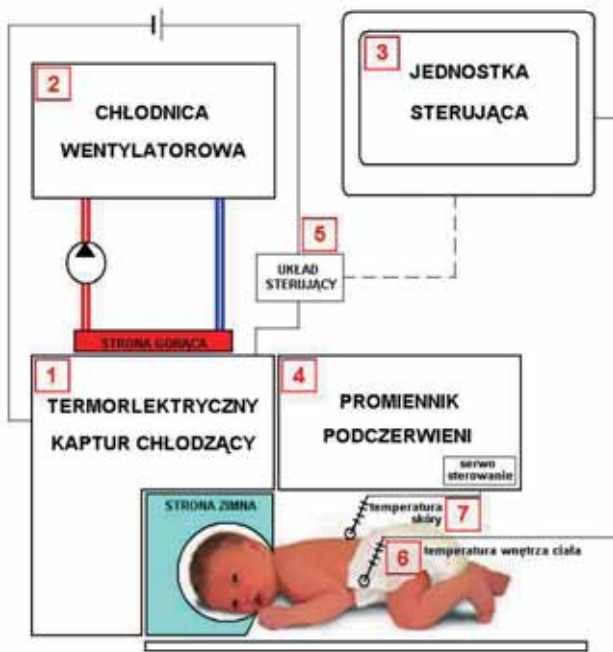 2
CHŁODNICA
WENTYLATOROWA
3
JEDNOSTKA
STERUJĄCA
5
UKŁAD
STERUJĄCY
STRONA GORĄCA
1
TERMORLEKTRYCZNY
KAPTUR CHŁODZĄCY
4
PROMIENNIK
PODCZERWIENI
serwo
sterowanie
STRONA ZIMNA
temperatura
skóry
7
6
temperatura wnętrza ciała